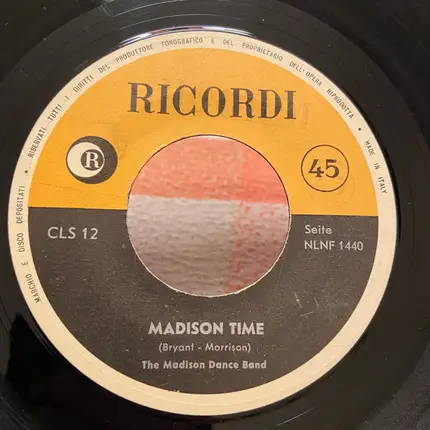 RISERVATI TUTTI I DIRITTI DEL PRODUTTORE FONOGRAFICO E DEL PROPRIETARIO DELL'OPERA RIPRODOTTA • MADE IN ITALY
MARCHIO E DISCO DEPOSITATI •
RICORDI
R
45
CLS 12
Seite
NLNF 1440
MADISON TIME
(Bryant - Morrison)
The Madison Dance Band